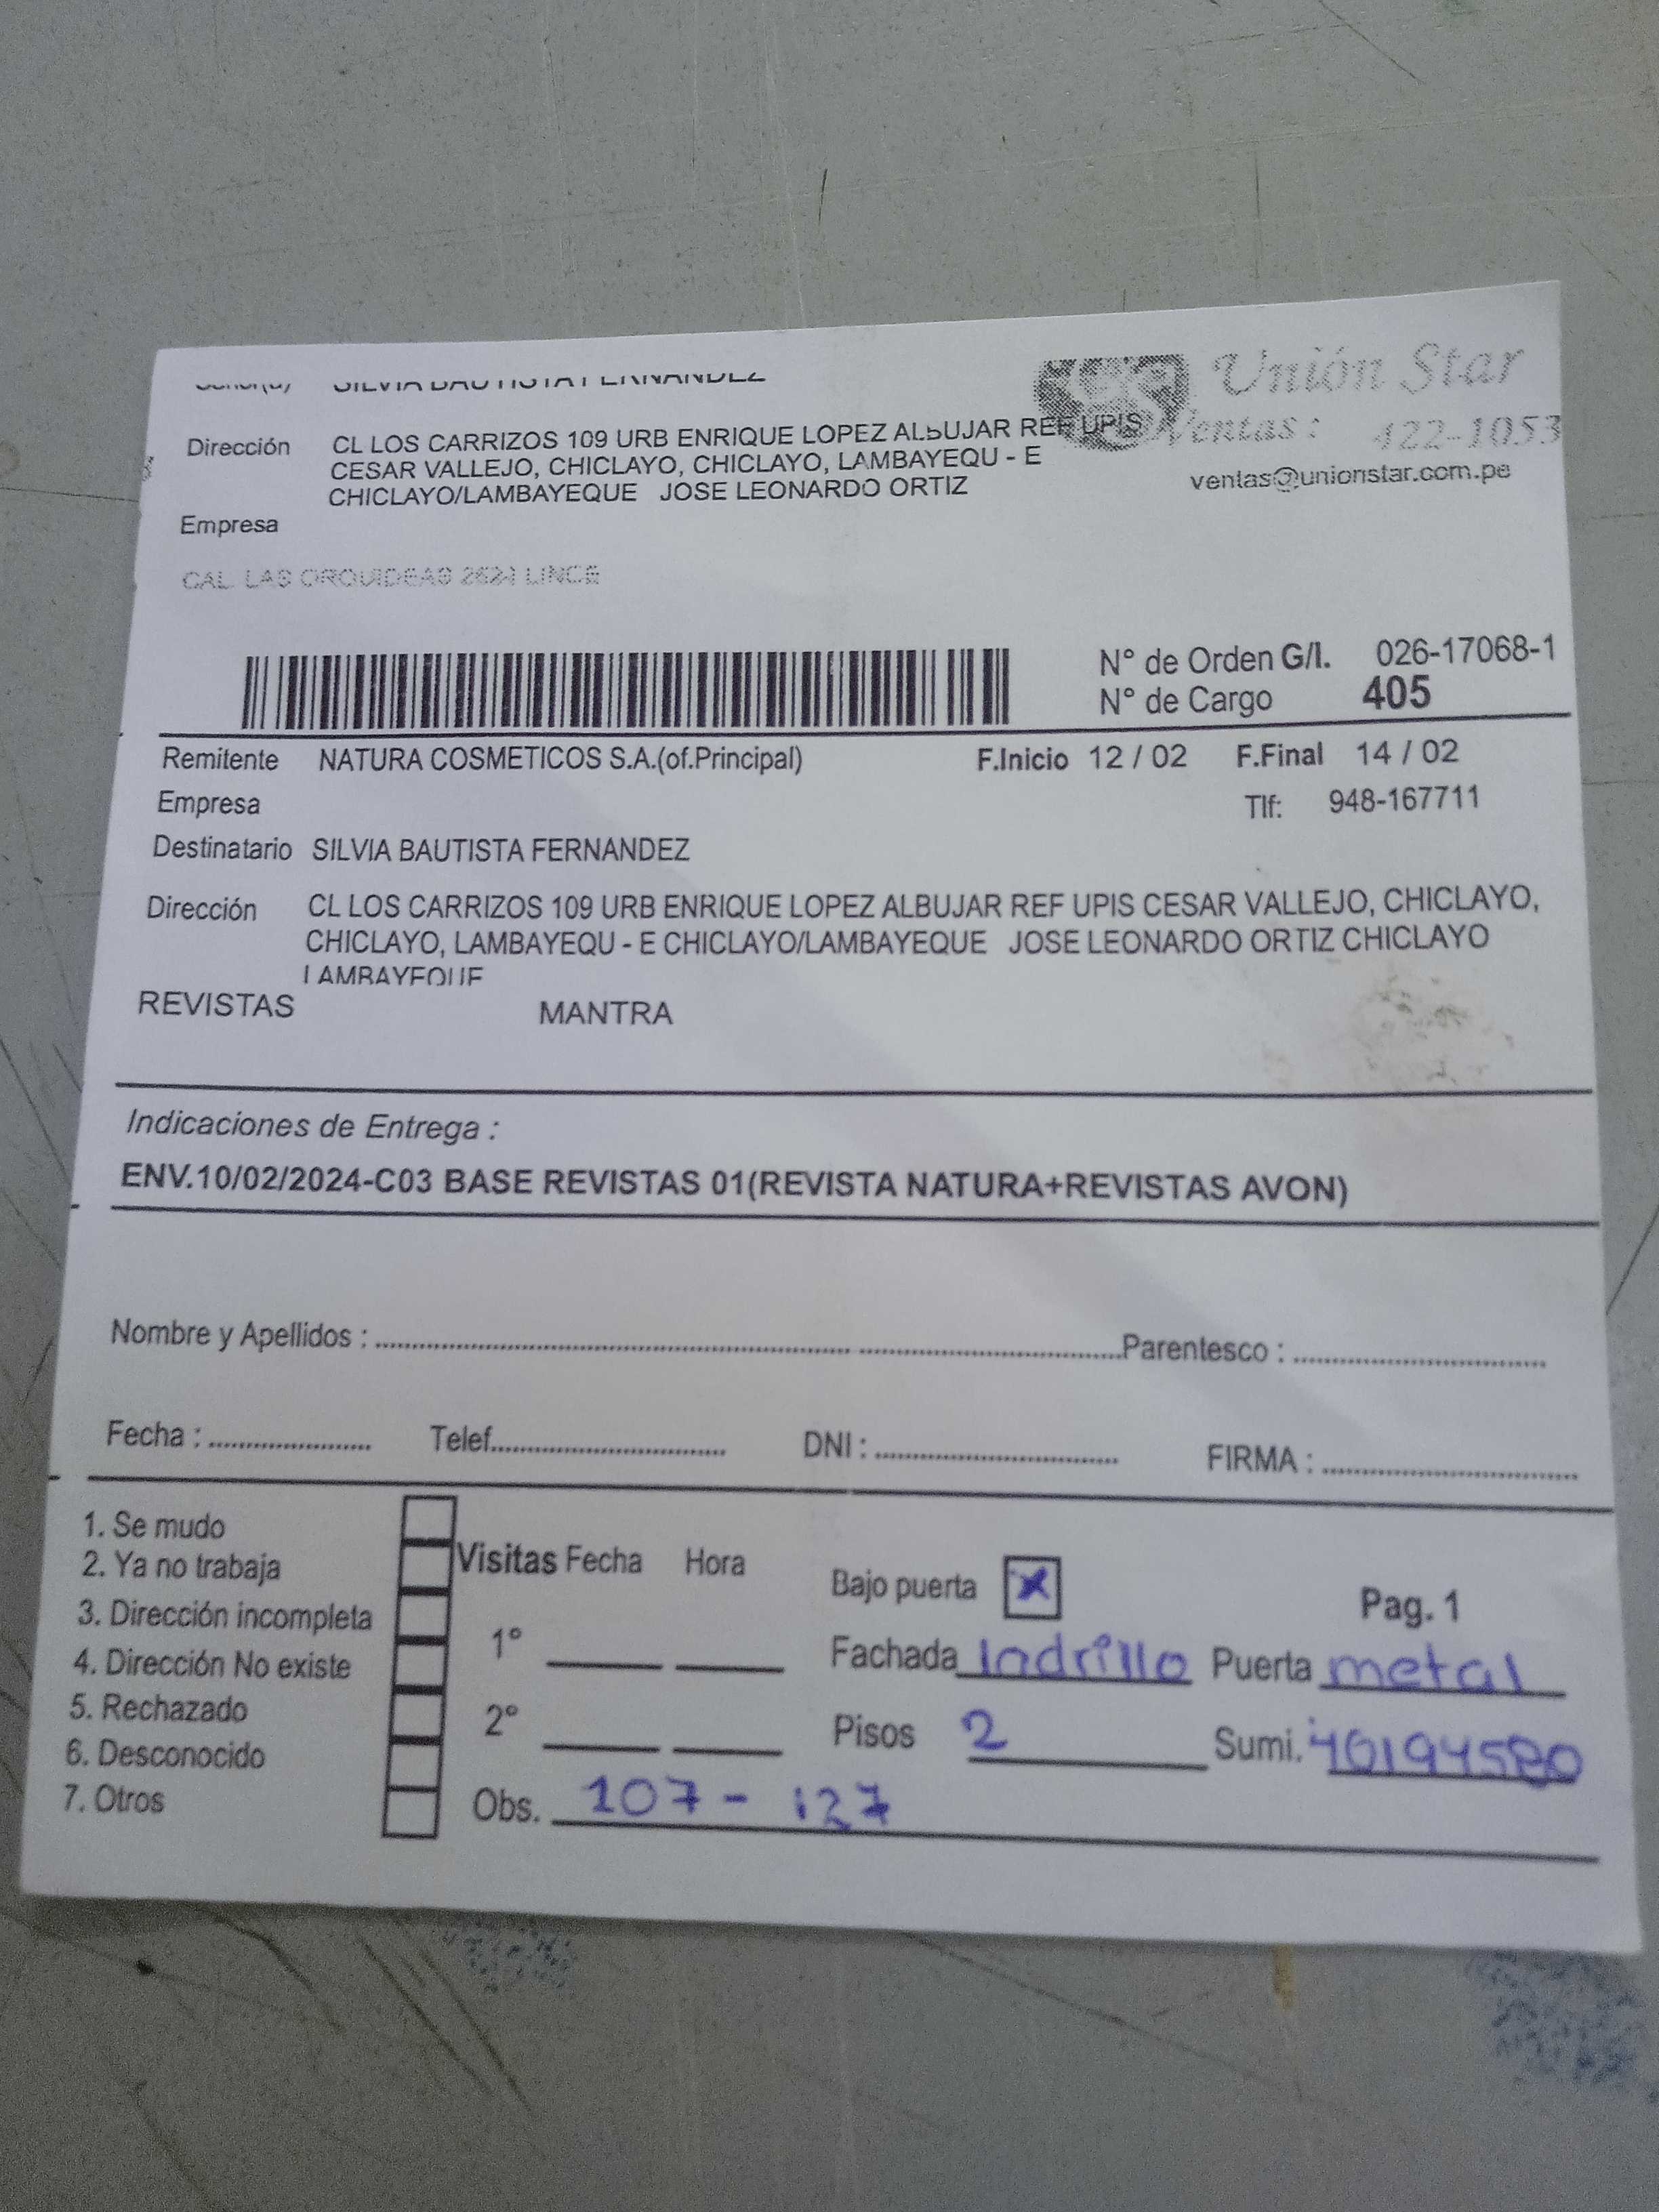 SILVIA BAUTISTA FERNANDEZ
Unión Star
Ventas : 422-1053
ventas@unionstar.com.pe
Dirección CL LOS CARRIZOS 109 URB ENRIQUE LOPEZ ALBUJAR REF UPIS
CESAR VALLEJO, CHICLAYO, CHICLAYO, LAMBAYEQU - E
CHICLAYO/LAMBAYEQUE JOSE LEONARDO ORTIZ
Empresa
CAL LAS ORQUIDEAS 2624 LINCE
N° de Orden G/I. 026-17068-1
N° de Cargo 405
Remitente NATURA COSMETICOS S.A.(of.Principal) F.Inicio 12 / 02 F.Final 14 / 02
Empresa Tlf: 948-167711
Destinatario SILVIA BAUTISTA FERNANDEZ
Dirección CL LOS CARRIZOS 109 URB ENRIQUE LOPEZ ALBUJAR REF UPIS CESAR VALLEJO, CHICLAYO,
CHICLAYO, LAMBAYEQU - E CHICLAYO/LAMBAYEQUE JOSE LEONARDO ORTIZ CHICLAYO
LAMBAYEQUE
REVISTAS MANTRA
Indicaciones de Entrega :
ENV.10/02/2024-C03 BASE REVISTAS 01(REVISTA NATURA+REVISTAS AVON)
Nombre y Apellidos : Parentesco :
Fecha : Telef. DNI : FIRMA :
1. Se mudo
2. Ya no trabaja
3. Dirección incompleta
4. Dirección No existe
5. Rechazado
6. Desconocido
7. Otros
Visitas Fecha Hora
1°
2°
Bajo puerta x
Pag. 1
Fachada ladrillo Puerta metal
Pisos 2 Sumi.
Obs. 107 - 127